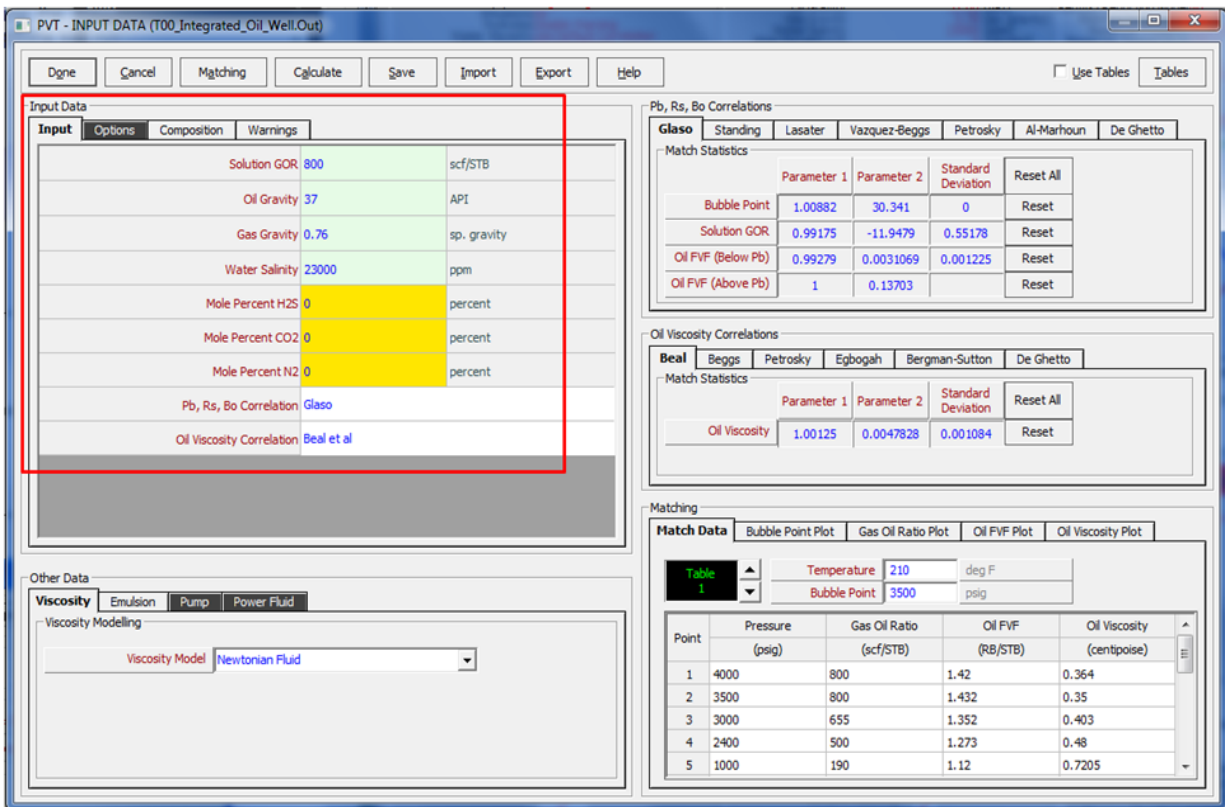 PVT - INPUT DATA (T00_Integrated_Oil_Well.Out)
Done Cancel Matching Calculate Save Import Export Help Use Tables Tables
Input Data
Input Options Composition Warnings
Solution GOR 800 scf/STB
Oil Gravity 37 API
Gas Gravity 0.76 sp. gravity
Water Salinity 23000 ppm
Mole Percent H2S 0 percent
Mole Percent CO2 0 percent
Mole Percent N2 0 percent
Pb, Rs, Bo Correlation Glaso
Oil Viscosity Correlation Beal et al
Other Data
Viscosity Emulsion Pump Power Fluid
Viscosity Modelling
Viscosity Model Newtonian Fluid
Pb, Rs, Bo Correlations
Glaso Standing Lasater Vazquez-Beggs Petrosky Al-Marhoun De Ghetto
Match Statistics
Parameter 1 Parameter 2 Standard Deviation Reset All
Bubble Point 1.00882 30.341 0 Reset
Solution GOR 0.99175 -11.9479 0.55178 Reset
Oil FVF (Below Pb) 0.99279 0.0031069 0.001225 Reset
Oil FVF (Above Pb) 1 0.13703 Reset
Oil Viscosity Correlations
Beal Beggs Petrosky Egbogah Bergman-Sutton De Ghetto
Match Statistics
Parameter 1 Parameter 2 Standard Deviation Reset All
Oil Viscosity 1.00125 0.0047828 0.001084 Reset
Matching
Match Data Bubble Point Plot Gas Oil Ratio Plot Oil FVF Plot Oil Viscosity Plot
Table 1
Temperature 210 deg F
Bubble Point 3500 psig
Point Pressure Gas Oil Ratio Oil FVF Oil Viscosity
(psig) (scf/STB) (RB/STB) (centipoise)
1 4000 800 1.42 0.364
2 3500 800 1.432 0.35
3 3000 655 1.352 0.403
4 2400 500 1.273 0.48
5 1000 190 1.12 0.7205